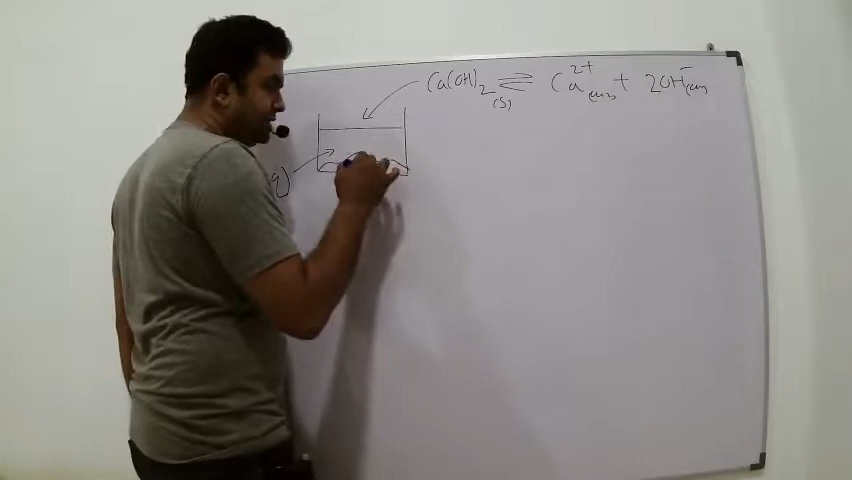 Ca(OH)₂(s) ⇌ Ca²⁺(aq) + 2OH⁻(aq)
q)